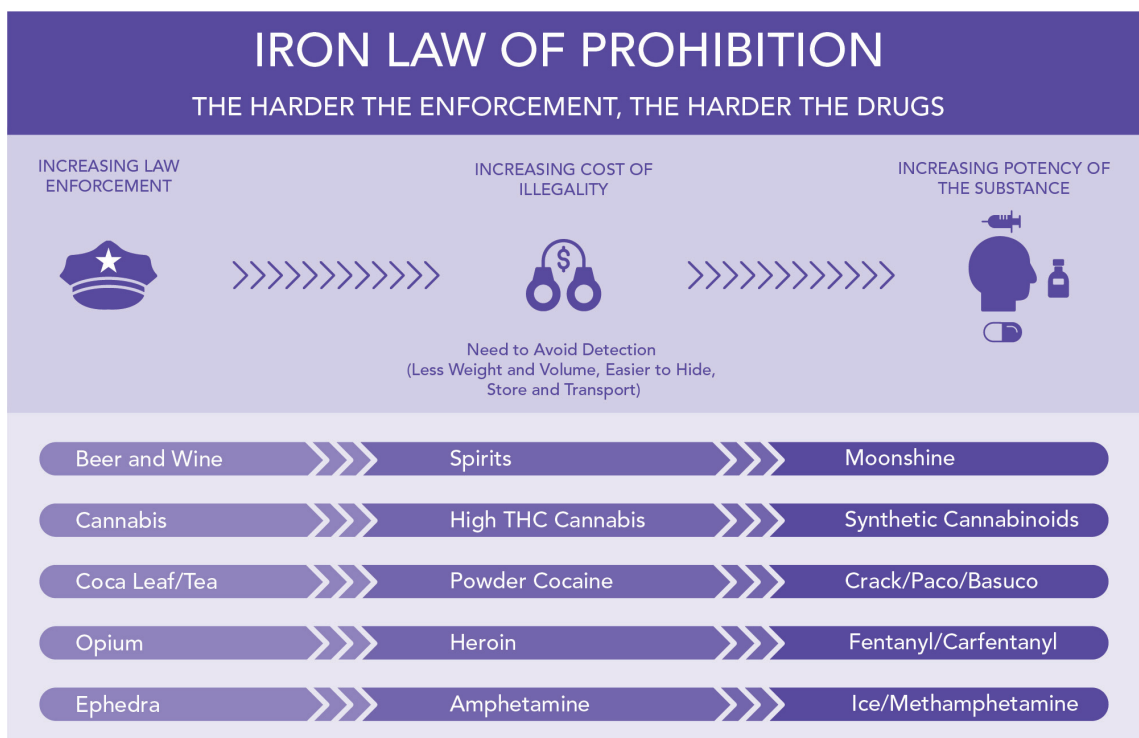 IRON LAW OF PROHIBITION
THE HARDER THE ENFORCEMENT, THE HARDER THE DRUGS
INCREASING LAW
ENFORCEMENT
INCREASING COST OF
ILLEGALITY
INCREASING POTENCY OF
THE SUBSTANCE
$
Need to Avoid Detection
(Less Weight and Volume, Easier to Hide,
Store and Transport)
Beer and Wine
Spirits
Moonshine
Cannabis
High THC Cannabis
Synthetic Cannabinoids
Coca Leaf/Tea
Powder Cocaine
Crack/Paco/Basuco
Opium
Heroin
Fentanyl/Carfentanyl
Ephedra
Amphetamine
Ice/Methamphetamine